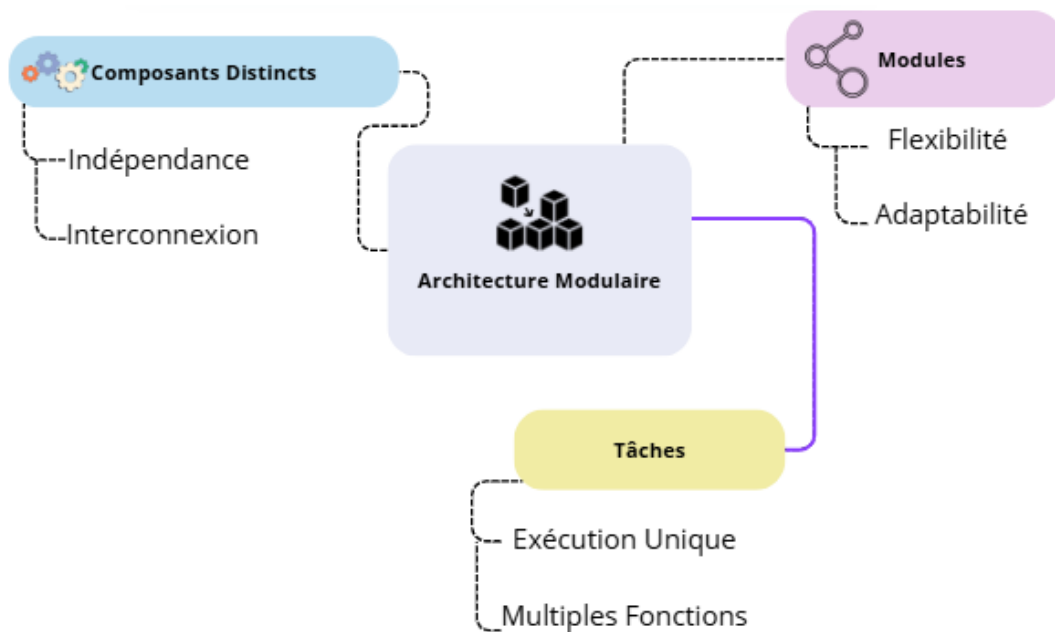 Composants Distincts
Indépendance
Interconnexion
Modules
Flexibilité
Adaptabilité
Architecture Modulaire
Tâches
Exécution Unique
Multiples Fonctions